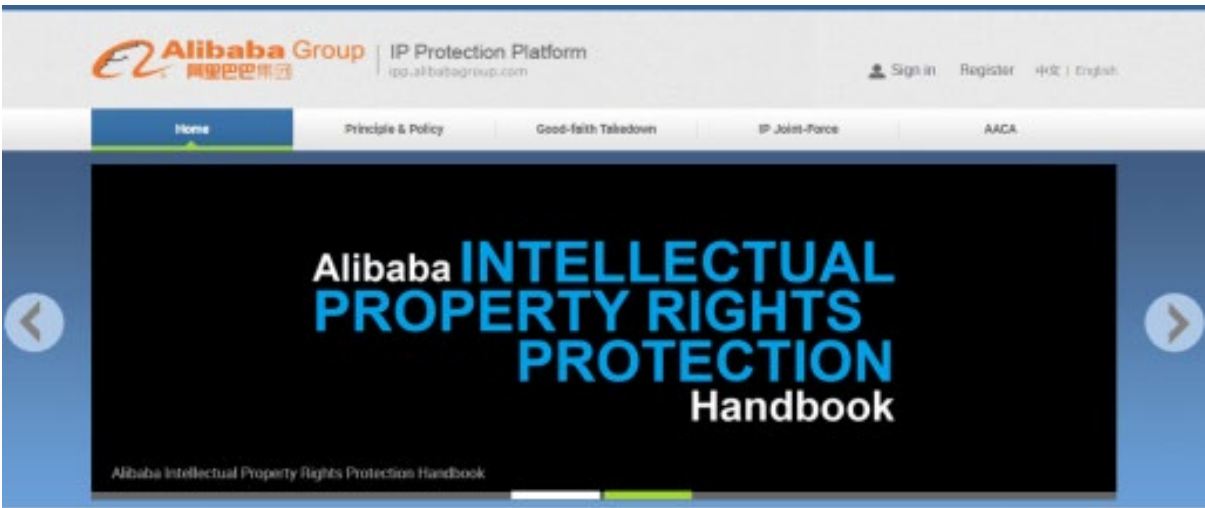 Alibaba Group | IP Protection Platform
阿里巴巴集团 ipp.alibabagroup.com
Sign in Register 中文 | English
Home Principle & Policy Good-faith Takedown IP Joint-Force AACA
Alibaba INTELLECTUAL
PROPERTY RIGHTS
PROTECTION
Handbook
Alibaba Intellectual Property Rights Protection Handbook